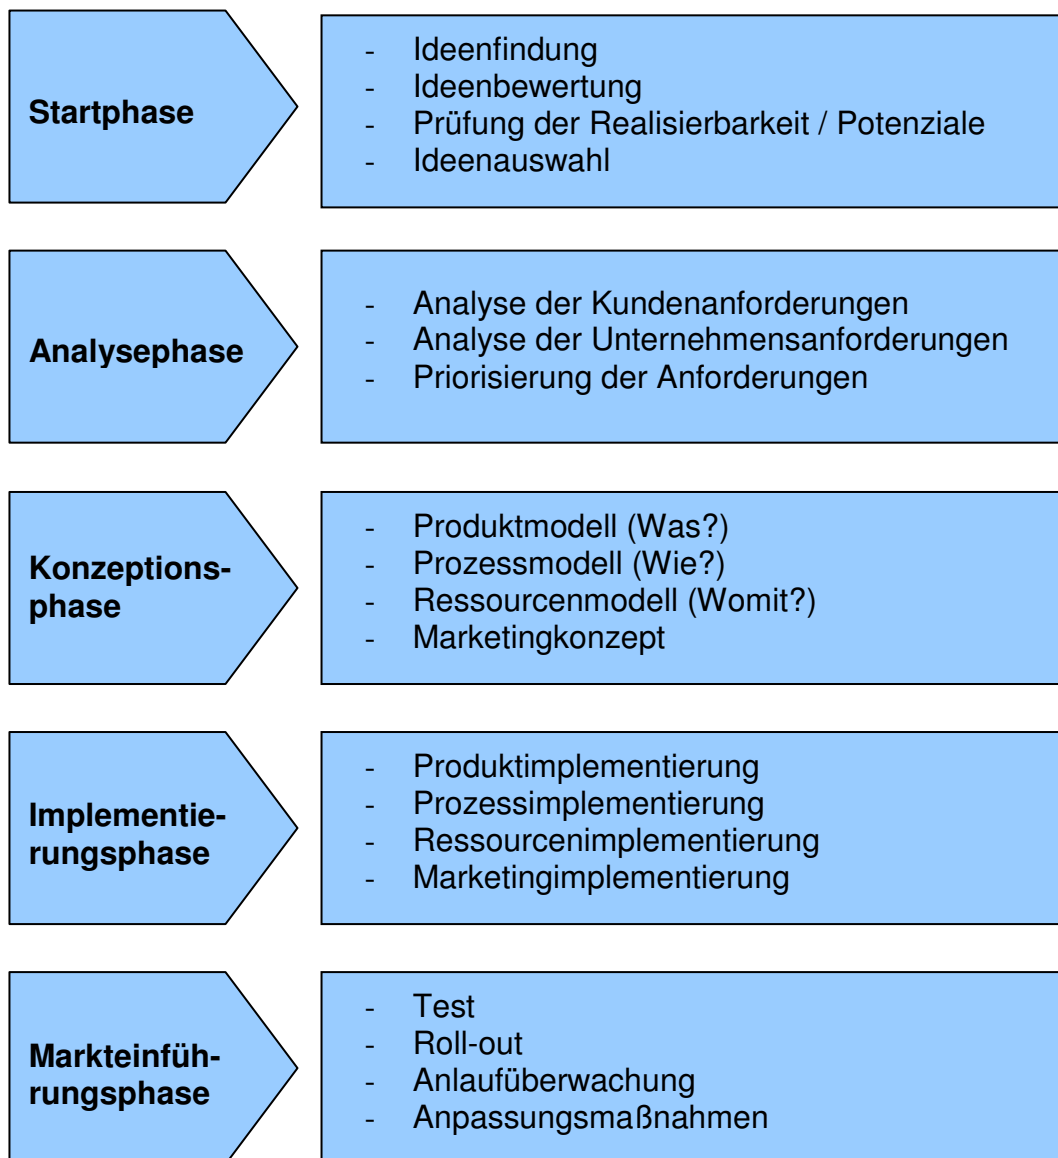 Startphase
- Ideenfindung
- Ideenbewertung
- Prüfung der Realisierbarkeit / Potenziale
- Ideenauswahl
Analysephase
- Analyse der Kundenanforderungen
- Analyse der Unternehmensanforderungen
- Priorisierung der Anforderungen
Konzeptions-
phase
- Produktmodell (Was?)
- Prozessmodell (Wie?)
- Ressourcenmodell (Womit?)
- Marketingkonzept
Implementie-
rungsphase
- Produktimplementierung
- Prozessimplementierung
- Ressourcenimplementierung
- Marketingimplementierung
Markteinfüh-
rungsphase
- Test
- Roll-out
- Anlaufüberwachung
- Anpassungsmaßnahmen